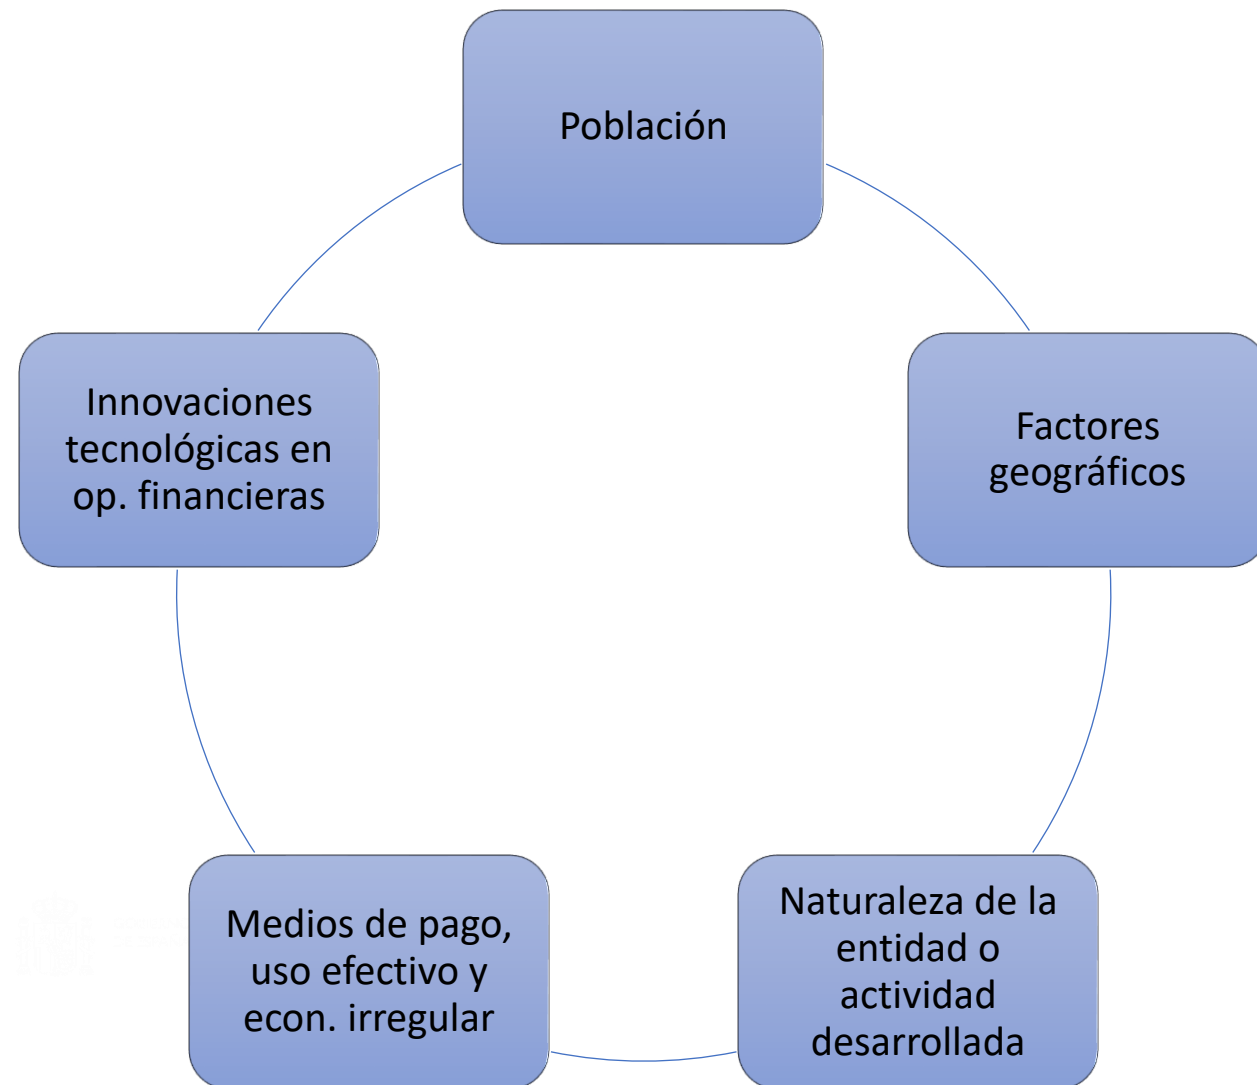 Población
Factores
geográficos
Naturaleza de la
entidad o
actividad
desarrollada
Medios de pago,
uso efectivo y
econ. irregular
Innovaciones
tecnológicas en
op. financieras